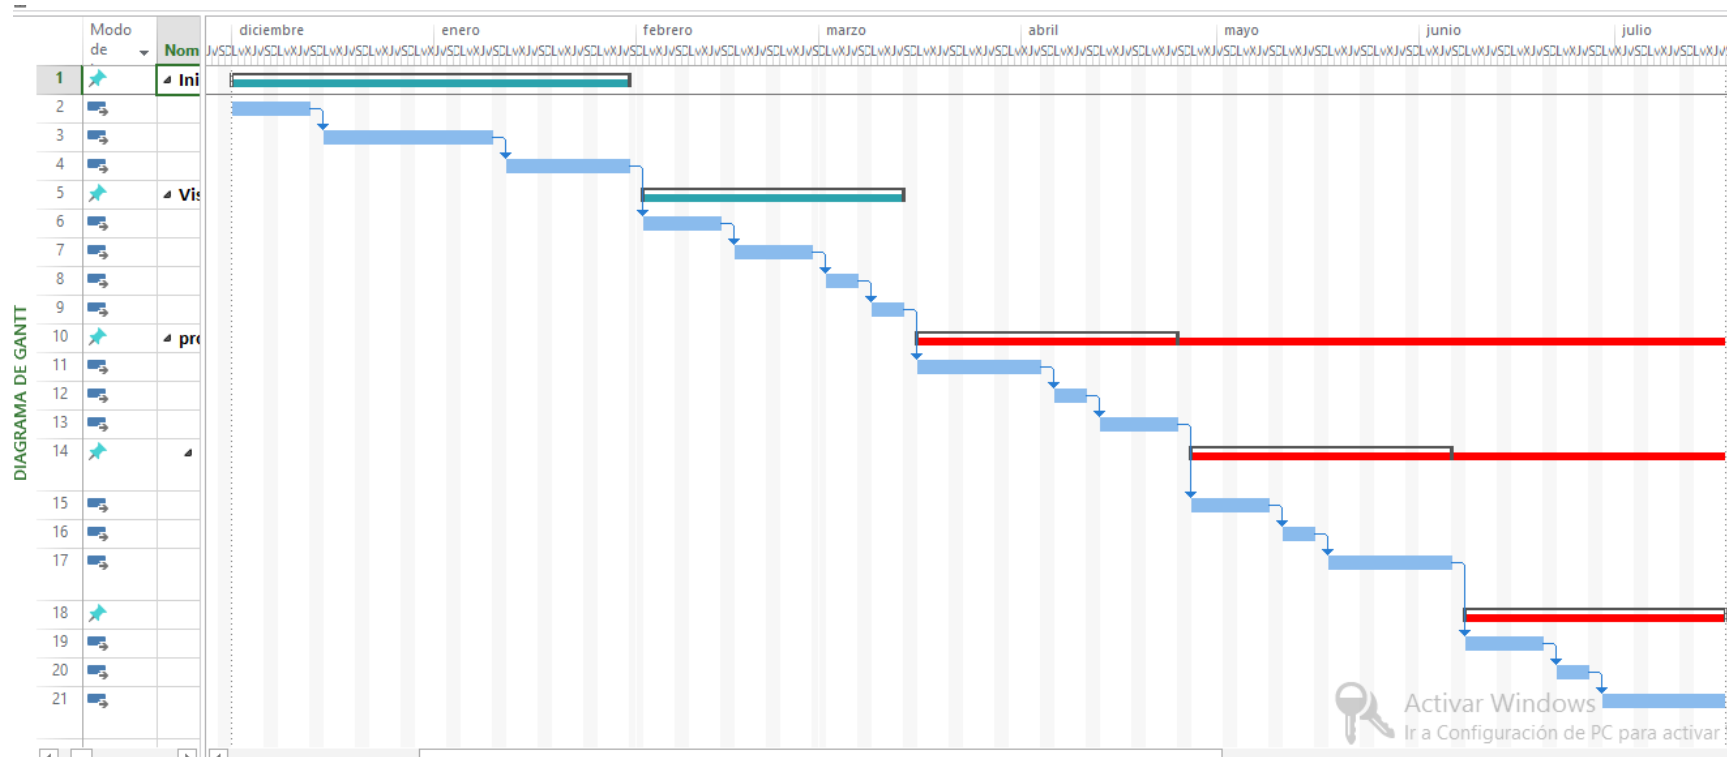 Modo
de
Nom
diciembre
enero
febrero
marzo
abril
mayo
junio
julio
1
Ini
2
3
4
5
Vis
6
7
8
9
10
pro
11
12
13
14
15
16
17
18
19
20
21
DIAGRAMA DE GANTT
Activar Windows
Ir a Configuración de PC para activar